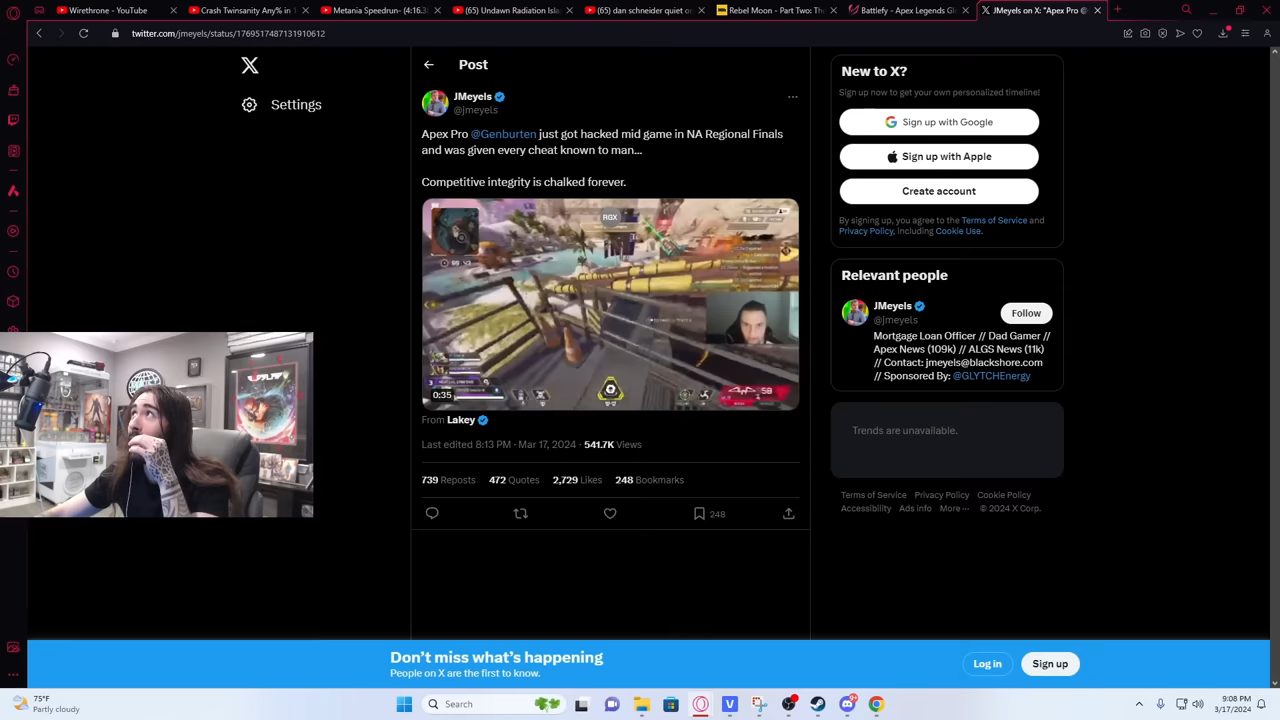 Wirethrone - YouTube
Crash Twinsanity Any% in 1
Metania Speedrun- (4:16.3
(65) Undawn Radiation Isl
(65) dan schneider quiet on
Rebel Moon - Part Two: The
Battlefy - Apex Legends Gl
JMeyels on X: "Apex Pro @
twitter.com/jmeyels/status/1769517487131910612
Settings
Post
JMeyels
@jmeyels
Apex Pro @Genburten just got hacked mid game in NA Regional Finals
and was given every cheat known to man...
Competitive integrity is chalked forever.
RGX
0:35
From Lakey
Last edited 8:13 PM · Mar 17, 2024 · 541.7K Views
739 Reposts 472 Quotes 2,729 Likes 248 Bookmarks
248
New to X?
Sign up now to get your own personalized timeline!
Sign up with Google
Sign up with Apple
Create account
By signing up, you agree to the Terms of Service and
Privacy Policy, including Cookie Use.
Relevant people
JMeyels
@jmeyels
Follow
Mortgage Loan Officer // Dad Gamer //
Apex News (109k) // ALGS News (11k)
// Contact: jmeyels@blackshore.com
// Sponsored By: @GLYTCHEnergy
Trends are unavailable.
Terms of Service Privacy Policy Cookie Policy
Accessibility Ads info More ··· © 2024 X Corp.
Don't miss what's happening
People on X are the first to know.
Log in
Sign up
75°F
Partly cloudy
Search
9:08 PM
3/17/2024